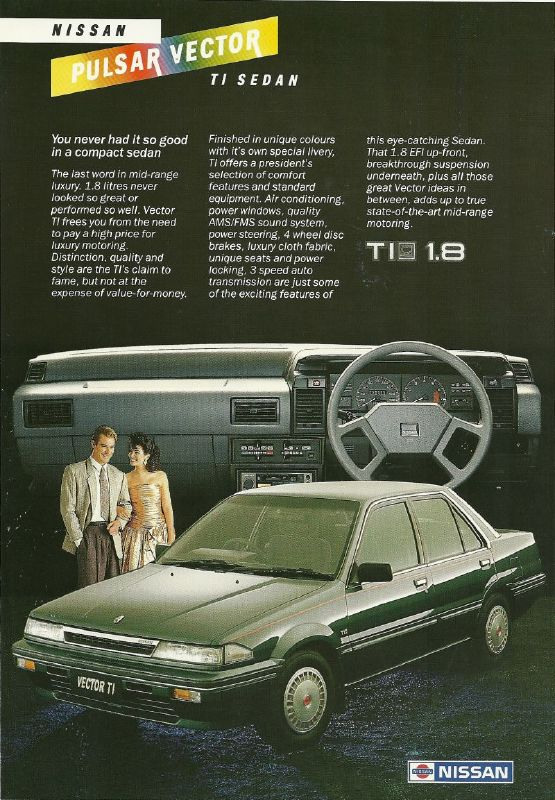 NISSAN
PULSAR VECTOR
TI SEDAN
You never had it so good
in a compact sedan
The last word in mid-range
luxury. 1.8 litres never
looked so great or
performed so well. Vector
TI frees you from the need
to pay a high price for
luxury motoring.
Distinction, quality and
style are the TI's claim to
fame, but not at the
expense of value-for-money.
Finished in unique colours
with it's own special livery,
TI offers a president's
selection of comfort
features and standard
equipment. Air conditioning,
power windows, quality
AMS/FMS sound system,
power steering, 4 wheel disc
brakes, luxury cloth fabric,
unique seats and power
locking, 3 speed auto
transmission are just some
of the exciting features of
this eye-catching Sedan.
That 1.8 EFI up-front,
breakthrough suspension
underneath, plus all those
great Vector ideas in
between, adds up to true
state-of-the-art mid-range
motoring.
TI 1.8
VECTOR TI
NISSAN